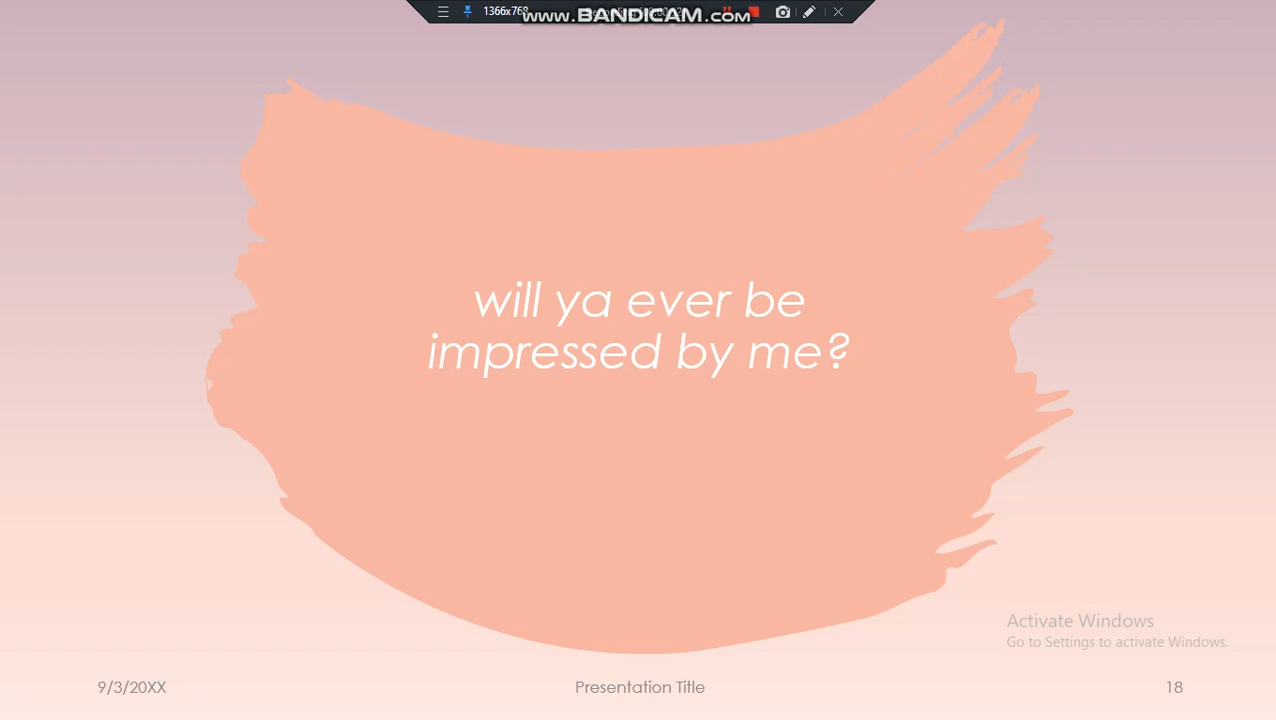 1366x768
www.BANDICAM.com
will ya ever be
impressed by me?
Activate Windows
Go to Settings to activate Windows.
9/3/20XX
Presentation Title
18